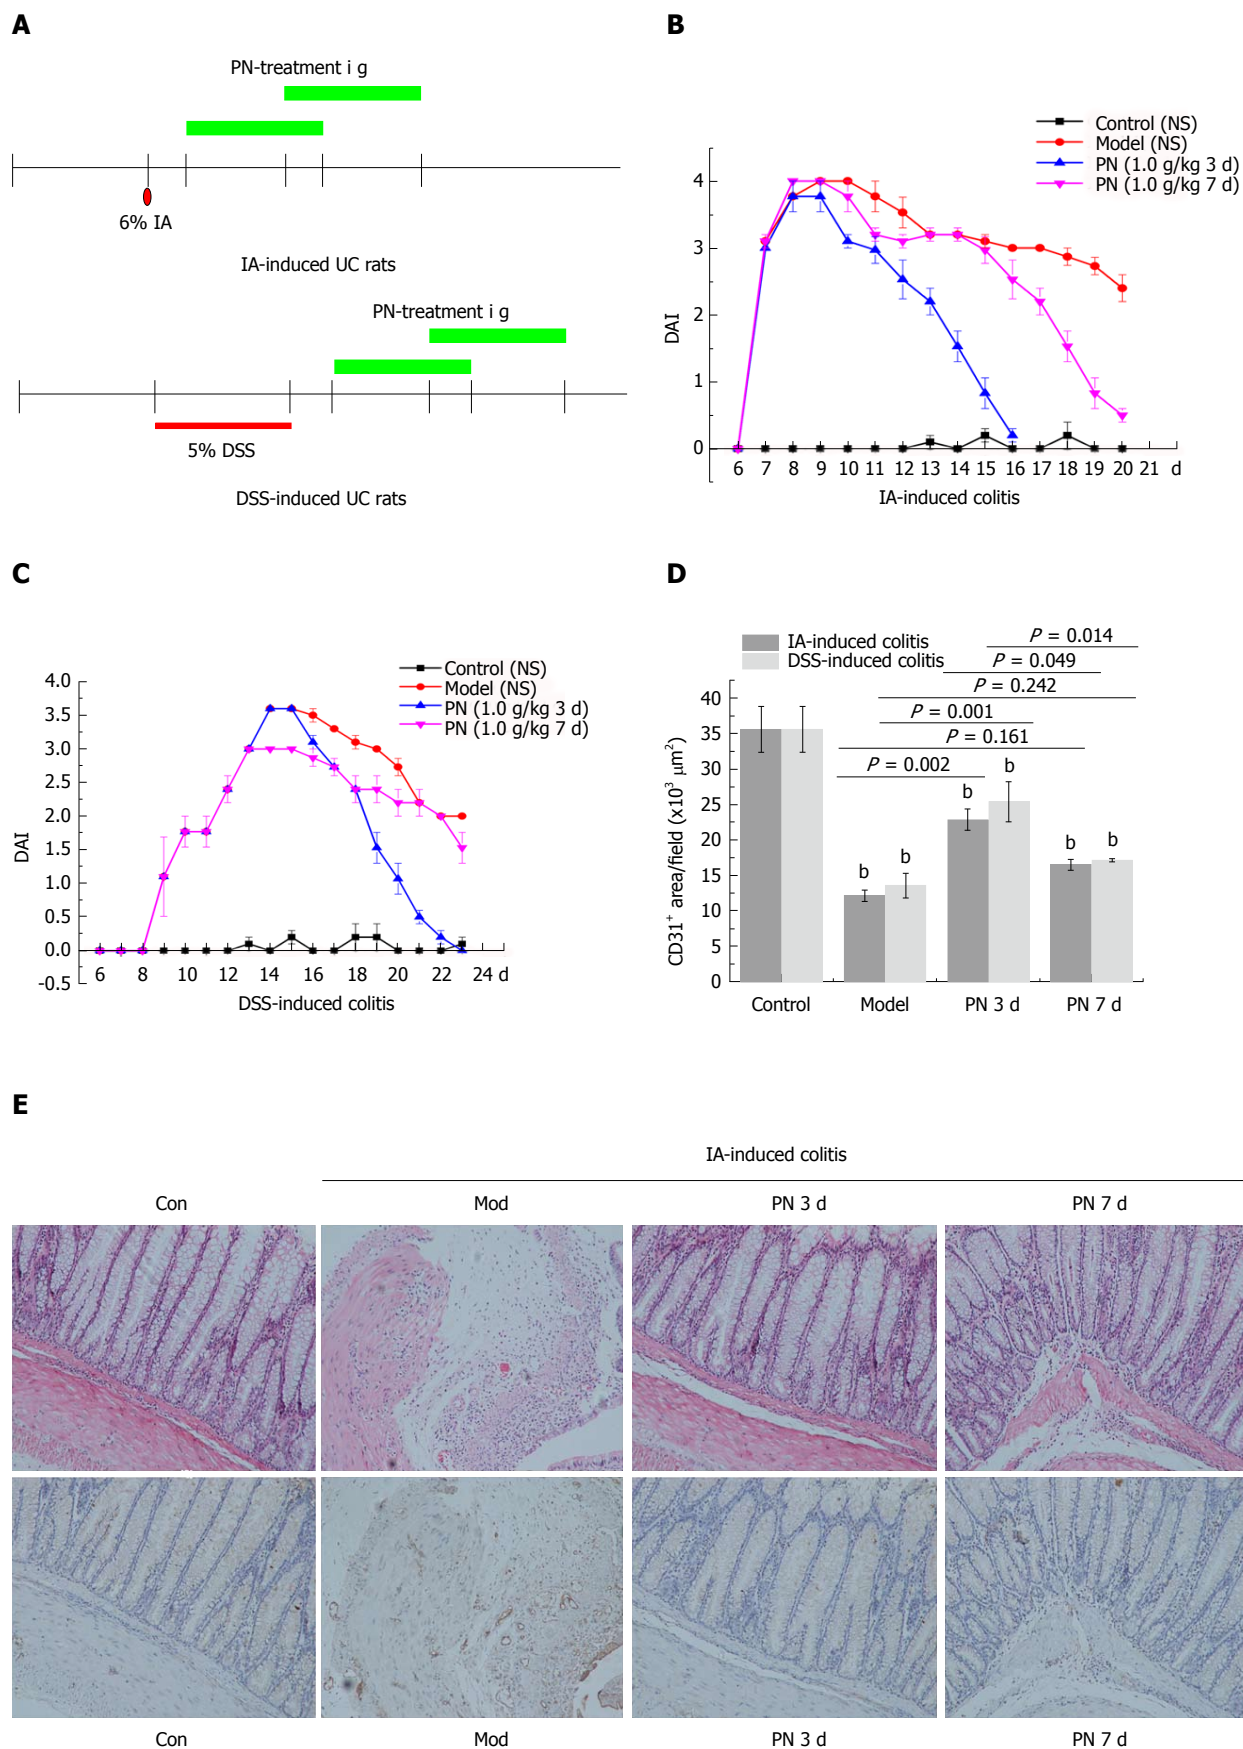 A
PN-treatment i g
6% IA
IA-induced UC rats
PN-treatment i g
5% DSS
DSS-induced UC rats
B
Control (NS)
Model (NS)
PN (1.0 g/kg 3 d)
PN (1.0 g/kg 7 d)
4
3
2
1
0
DAI
6 7 8 9 10 11 12 13 14 15 16 17 18 19 20 21 d
IA-induced colitis
C
Control (NS)
Model (NS)
PN (1.0 g/kg 3 d)
PN (1.0 g/kg 7 d)
4.0
3.5
3.0
2.5
2.0
1.5
1.0
0.5
0.0
-0.5
DAI
6 8 10 12 14 16 18 20 22 24 d
DSS-induced colitis
D
IA-induced colitis
DSS-induced colitis
P = 0.014
P = 0.049
P = 0.242
P = 0.001
P = 0.161
P = 0.002
40
35
30
25
20
15
10
5
0
CD31⁺ area/field (x10³ μm²)
b b b b b b
Control Model PN 3 d PN 7 d
E
IA-induced colitis
Con Mod PN 3 d PN 7 d
Con Mod PN 3 d PN 7 d